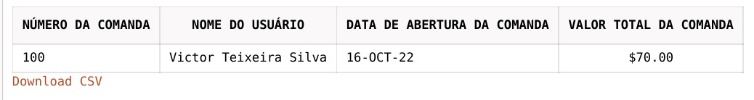 NÚMERO DA COMANDA NOME DO USUÁRIO DATA DE ABERTURA DA COMANDA VALOR TOTAL DA COMANDA
100 Victor Teixeira Silva 16-OCT-22 $70.00
Download CSV